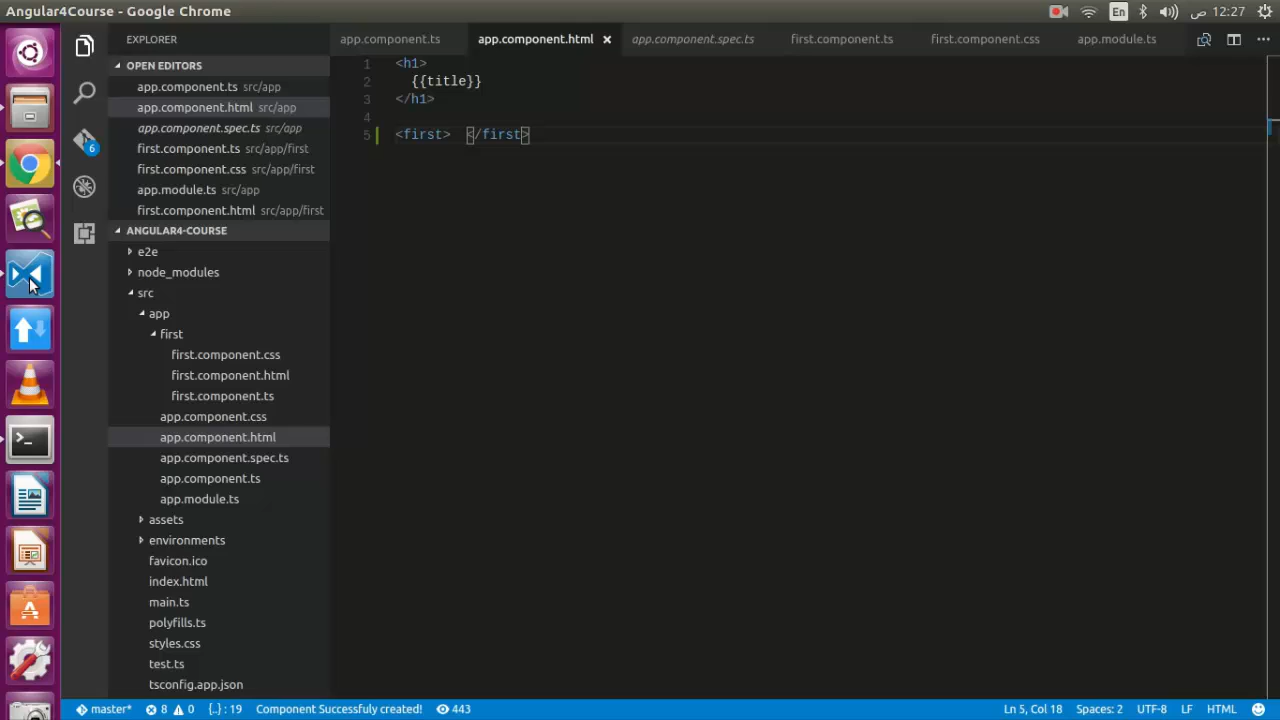 Angular4Course - Google Chrome
En
ص 12:27
EXPLORER
app.component.ts
app.component.html
app.component.spec.ts
first.component.ts
first.component.css
app.module.ts
OPEN EDITORS
app.component.ts src/app
app.component.html src/app
app.component.spec.ts src/app
first.component.ts src/app/first
first.component.css src/app/first
app.module.ts src/app
first.component.html src/app/first
ANGULAR4-COURSE
e2e
node_modules
src
app
first
first.component.css
first.component.html
first.component.ts
app.component.css
app.component.html
app.component.spec.ts
app.component.ts
app.module.ts
assets
environments
favicon.ico
index.html
main.ts
polyfills.ts
styles.css
test.ts
tsconfig.app.json
1 <h1>
2 {{title}}
3 </h1>
4
5 <first>  </first>
6
master* 8 0 {..} : 19 Component Successfuly created! 443
Ln 5, Col 18 Spaces: 2 UTF-8 LF HTML